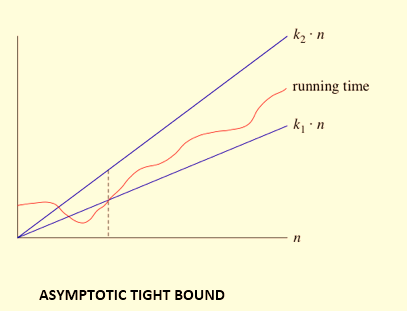 k₂ · n
running time
k₁ · n
n
ASYMPTOTIC TIGHT BOUND